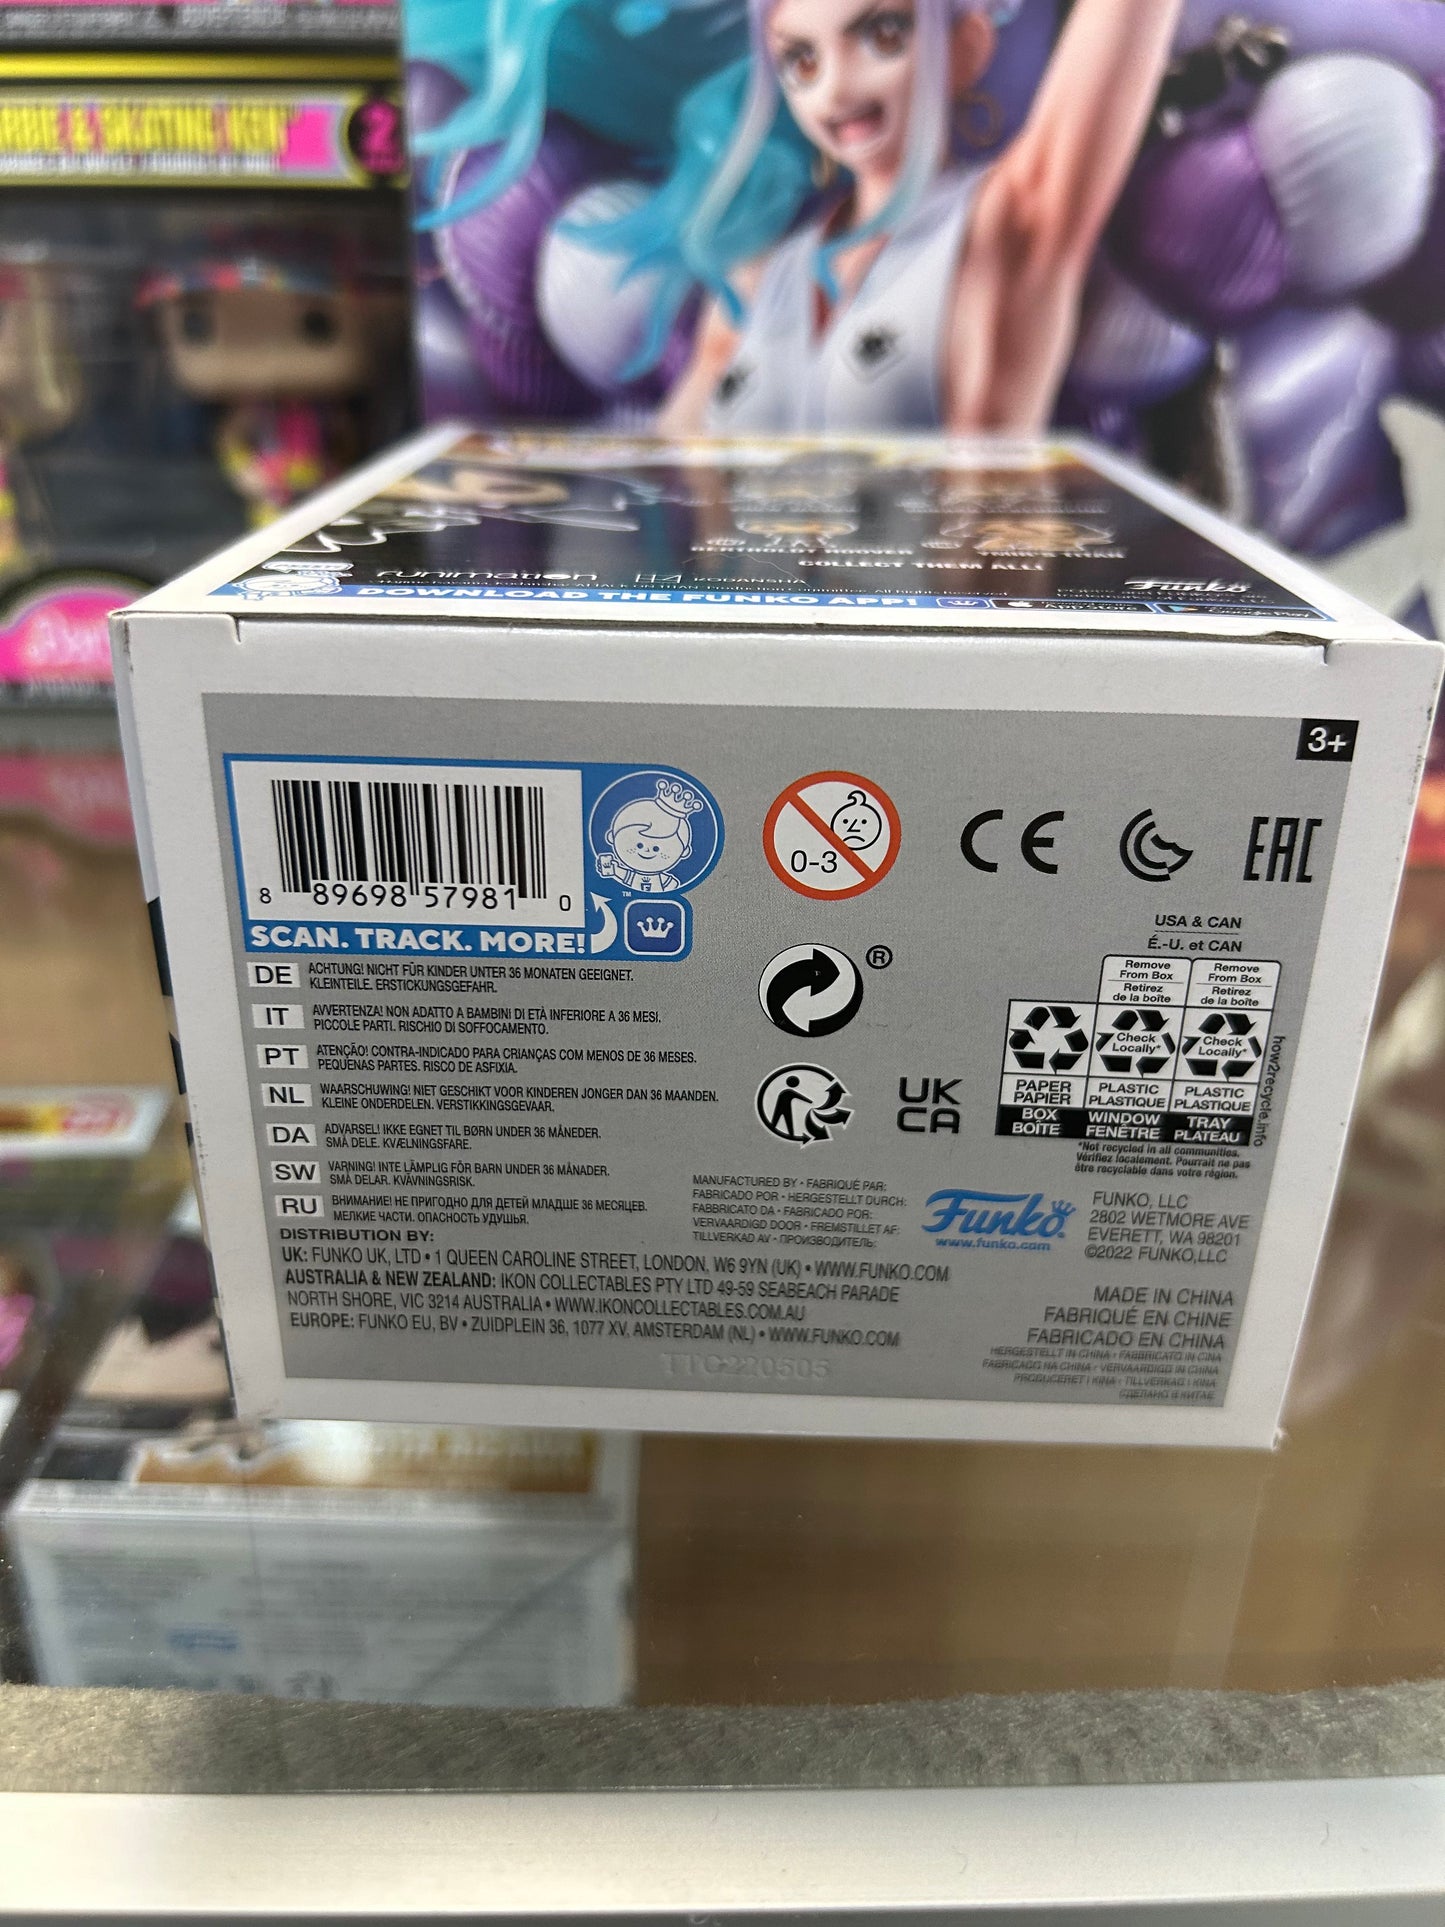 BERTHOLDT HOOVER
COLLECT THEM ALL!
FUNIMATION
KODANSHA
Funko
DOWNLOAD THE FUNKO APP!
App Store
3+
8 89698 57981 0
SCAN. TRACK. MORE!
TM
0-3
CE
EAC
®
UK
CA
USA & CAN
É.-U. et CAN
Remove
From Box
Retirez
de la boîte
Remove
From Box
Retirez
de la boîte
Check
Locally*
Check
Locally*
PAPER
PAPIER
PLASTIC
PLASTIQUE
PLASTIC
PLASTIQUE
BOX
BOÎTE
WINDOW
FENÊTRE
TRAY
PLATEAU
how2recycle.info
*Not recycled in all communities.
Vérifiez localement. Pourrait ne pas
être recyclable dans votre région.
DE ACHTUNG! NICHT FÜR KINDER UNTER 36 MONATEN GEEIGNET.
KLEINTEILE. ERSTICKUNGSGEFAHR.
IT AVVERTENZA! NON ADATTO A BAMBINI DI ETÀ INFERIORE A 36 MESI.
PICCOLE PARTI. RISCHIO DI SOFFOCAMENTO.
PT ATENÇÃO! CONTRA-INDICADO PARA CRIANÇAS COM MENOS DE 36 MESES.
PEQUENAS PARTES. RISCO DE ASFIXIA.
NL WAARSCHUWING! NIET GESCHIKT VOOR KINDEREN JONGER DAN 36 MAANDEN.
KLEINE ONDERDELEN. VERSTIKKINGSGEVAAR.
DA ADVARSEL! IKKE EGNET TIL BØRN UNDER 36 MÅNEDER.
SMÅ DELE. KVÆLNINGSFARE.
SW VARNING! INTE LÄMPLIG FÖR BARN UNDER 36 MÅNADER.
SMÅ DELAR. KVÄVNINGSRISK.
RU ВНИМАНИЕ! НЕ ПРИГОДНО ДЛЯ ДЕТЕЙ МЛАДШЕ 36 МЕСЯЦЕВ.
МЕЛКИЕ ЧАСТИ. ОПАСНОСТЬ УДУШЬЯ.
MANUFACTURED BY • FABRIQUÉ PAR:
FABRICADO POR • HERGESTELLT DURCH:
FABBRICATO DA • FABRICADO POR:
VERVAARDIGD DOOR • FREMSTILLET AF:
TILLVERKAD AV • ПРОИЗВОДИТЕЛЬ:
Funko
www.funko.com
FUNKO, LLC
2802 WETMORE AVE
EVERETT, WA 98201
©2022 FUNKO,LLC
DISTRIBUTION BY:
UK: FUNKO UK, LTD • 1 QUEEN CAROLINE STREET, LONDON, W6 9YN (UK) • WWW.FUNKO.COM
AUSTRALIA & NEW ZEALAND: IKON COLLECTABLES PTY LTD 49-59 SEABEACH PARADE
NORTH SHORE, VIC 3214 AUSTRALIA • WWW.IKONCOLLECTABLES.COM.AU
EUROPE: FUNKO EU, BV • ZUIDPLEIN 36, 1077 XV, AMSTERDAM (NL) • WWW.FUNKO.COM
TTC220505
MADE IN CHINA
FABRIQUÉ EN CHINE
FABRICADO EN CHINA
HERGESTELLT IN CHINA • FABBRICATO IN CINA
FABRICADO NA CHINA • VERVAARDIGD IN CHINA
PRODUCERET I KINA • TILLVERKAD I KINA
СДЕЛАНО В КИТАЕ